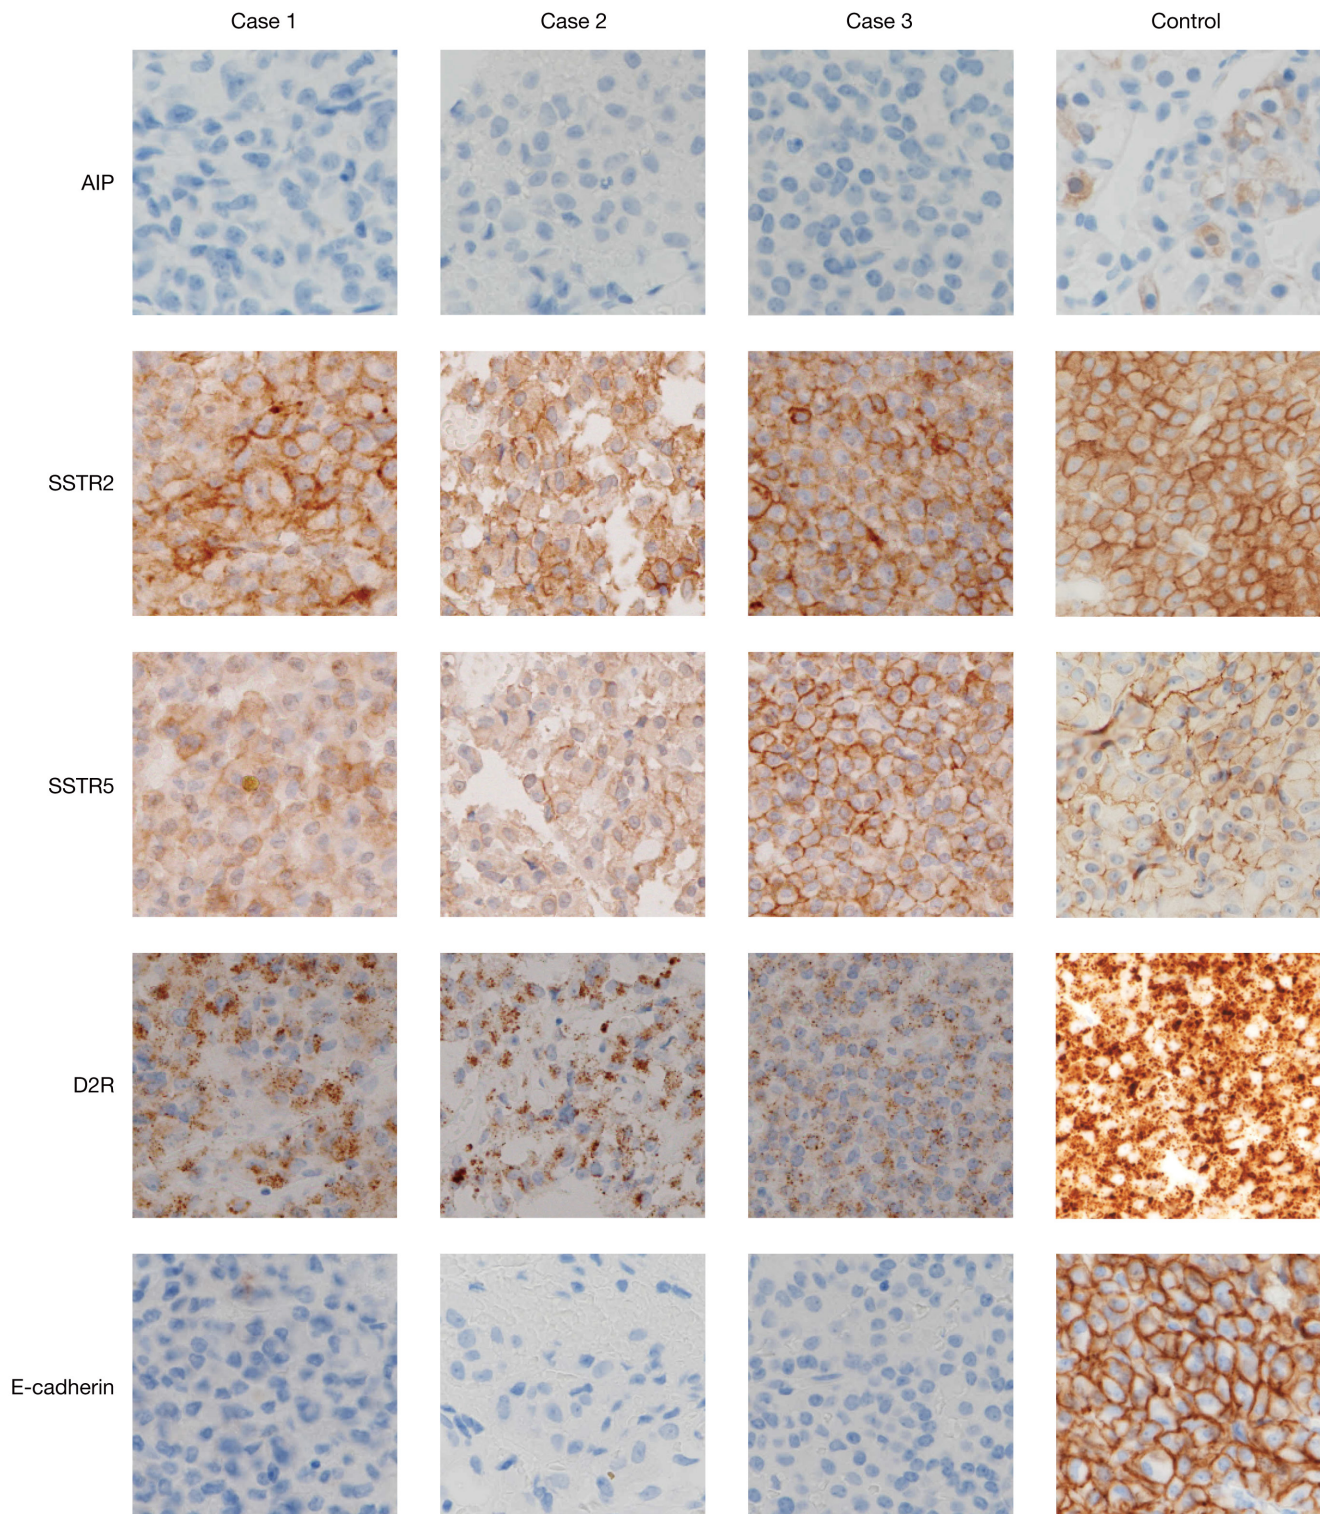 Case 1 Case 2 Case 3 Control
AIP
SSTR2
SSTR5
D2R
E-cadherin